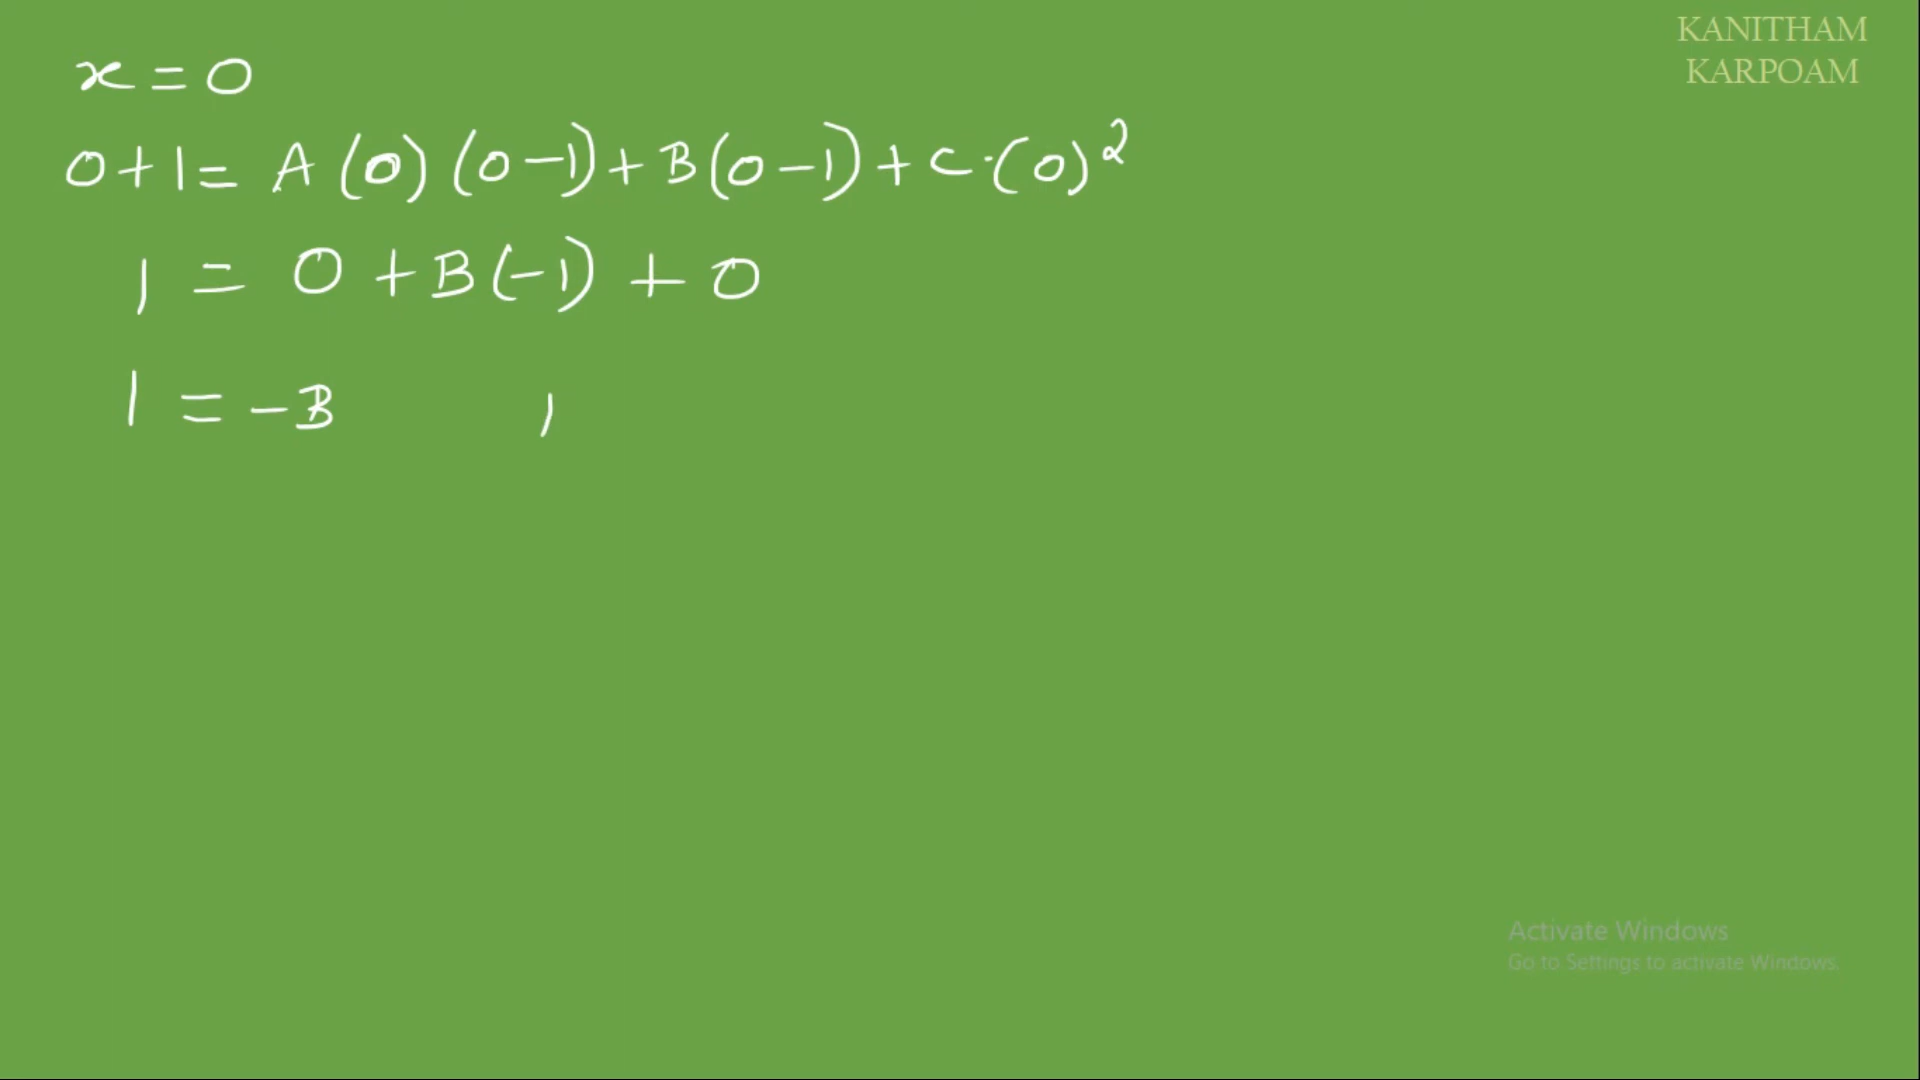 KANITHAM
KARPOAM
x = 0
0 + 1 = A (0) (0 - 1) + B (0 - 1) + C · (0)²
1 = 0 + B (-1) + 0
1 = - B 1
Activate Windows
Go to Settings to activate Windows.